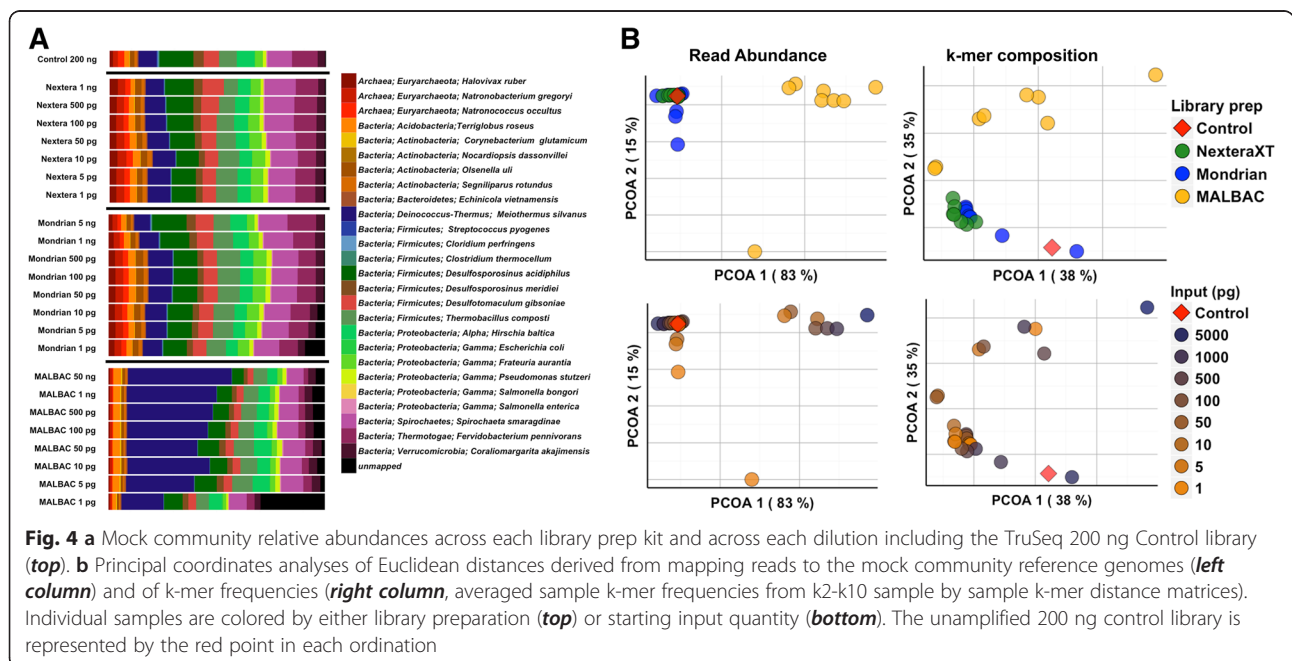 A
Control 200 ng
Nextera 1 ng
Nextera 500 pg
Nextera 100 pg
Nextera 50 pg
Nextera 10 pg
Nextera 5 pg
Nextera 1 pg
Mondrian 5 ng
Mondrian 1 ng
Mondrian 500 pg
Mondrian 100 pg
Mondrian 50 pg
Mondrian 10 pg
Mondrian 5 pg
Mondrian 1 pg
MALBAC 50 ng
MALBAC 1 ng
MALBAC 500 pg
MALBAC 100 pg
MALBAC 50 pg
MALBAC 10 pg
MALBAC 5 pg
MALBAC 1 pg
Archaea; Euryarchaeota; Halovivax ruber
Archaea; Euryarchaeota; Natronobacterium gregoryi
Archaea; Euryarchaeota; Natronococcus occultus
Bacteria; Acidobacteria;Terriglobus roseus
Bacteria; Actinobacteria; Corynebacterium glutamicum
Bacteria; Actinobacteria; Nocardiopsis dassonvillei
Bacteria; Actinobacteria; Olsenella uli
Bacteria; Actinobacteria; Segniliparus rotundus
Bacteria; Bacteroidetes; Echinicola vietnamensis
Bacteria; Deinococcus-Thermus; Meiothermus silvanus
Bacteria; Firmicutes; Streptococcus pyogenes
Bacteria; Firmicutes; Cloridium perfringens
Bacteria; Firmicutes; Clostridium thermocellum
Bacteria; Firmicutes; Desulfosporosinus acidiphilus
Bacteria; Firmicutes; Desulfosporosinus meridiei
Bacteria; Firmicutes; Desulfotomaculum gibsoniae
Bacteria; Firmicutes; Thermobacillus composti
Bacteria; Proteobacteria; Alpha; Hirschia baltica
Bacteria; Proteobacteria; Gamma; Escherichia coli
Bacteria; Proteobacteria; Gamma; Frateuria aurantia
Bacteria; Proteobacteria; Gamma; Pseudomonas stutzeri
Bacteria; Proteobacteria; Gamma; Salmonella bongori
Bacteria; Proteobacteria; Gamma; Salmonella enterica
Bacteria; Spirochaetes; Spirochaeta smaragdinae
Bacteria; Thermotogae; Fervidobacterium pennivorans
Bacteria; Verrucomicrobia; Coraliomargarita akajimensis
unmapped
B
Read Abundance
k-mer composition
PCOA 2 ( 15 %)
PCOA 1 ( 83 %)
PCOA 2 ( 35 %)
PCOA 1 ( 38 %)
Library prep
Control
NexteraXT
Mondrian
MALBAC
PCOA 2 ( 15 %)
PCOA 1 ( 83 %)
PCOA 2 ( 35 %)
PCOA 1 ( 38 %)
Input (pg)
Control
5000
1000
500
100
50
10
5
1
Fig. 4 a Mock community relative abundances across each library prep kit and across each dilution including the TruSeq 200 ng Control library
(top). b Principal coordinates analyses of Euclidean distances derived from mapping reads to the mock community reference genomes (left
column) and of k-mer frequencies (right column, averaged sample k-mer frequencies from k2-k10 sample by sample k-mer distance matrices).
Individual samples are colored by either library preparation (top) or starting input quantity (bottom). The unamplified 200 ng control library is
represented by the red point in each ordination